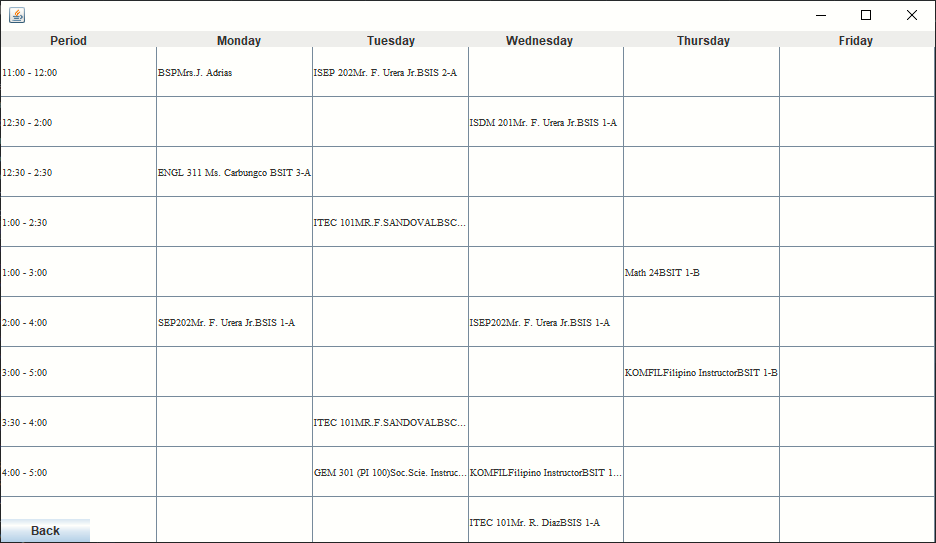 Period Monday Tuesday Wednesday Thursday Friday
11:00 - 12:00 BSPMrs.J. Adrias ISEP 202Mr. F. Urera Jr.BSIS 2-A
12:30 - 2:00 ISDM 201Mr. F. Urera Jr.BSIS 1-A
12:30 - 2:30 ENGL 311 Ms. Carbungco BSIT 3-A
1:00 - 2:30 ITEC 101MR.F.SANDOVALBSC...
1:00 - 3:00 Math 24BSIT 1-B
2:00 - 4:00 SEP202Mr. F. Urera Jr.BSIS 1-A ISEP202Mr. F. Urera Jr.BSIS 1-A
3:00 - 5:00 KOMFILFilipino InstructorBSIT 1-B
3:30 - 4:00 ITEC 101MR.F.SANDOVALBSC...
4:00 - 5:00 GEM 301 (PI 100)Soc.Scie. Instruc... KOMFILFilipino InstructorBSIT 1...
ITEC 101Mr. R. DiazBSIS 1-A
Back